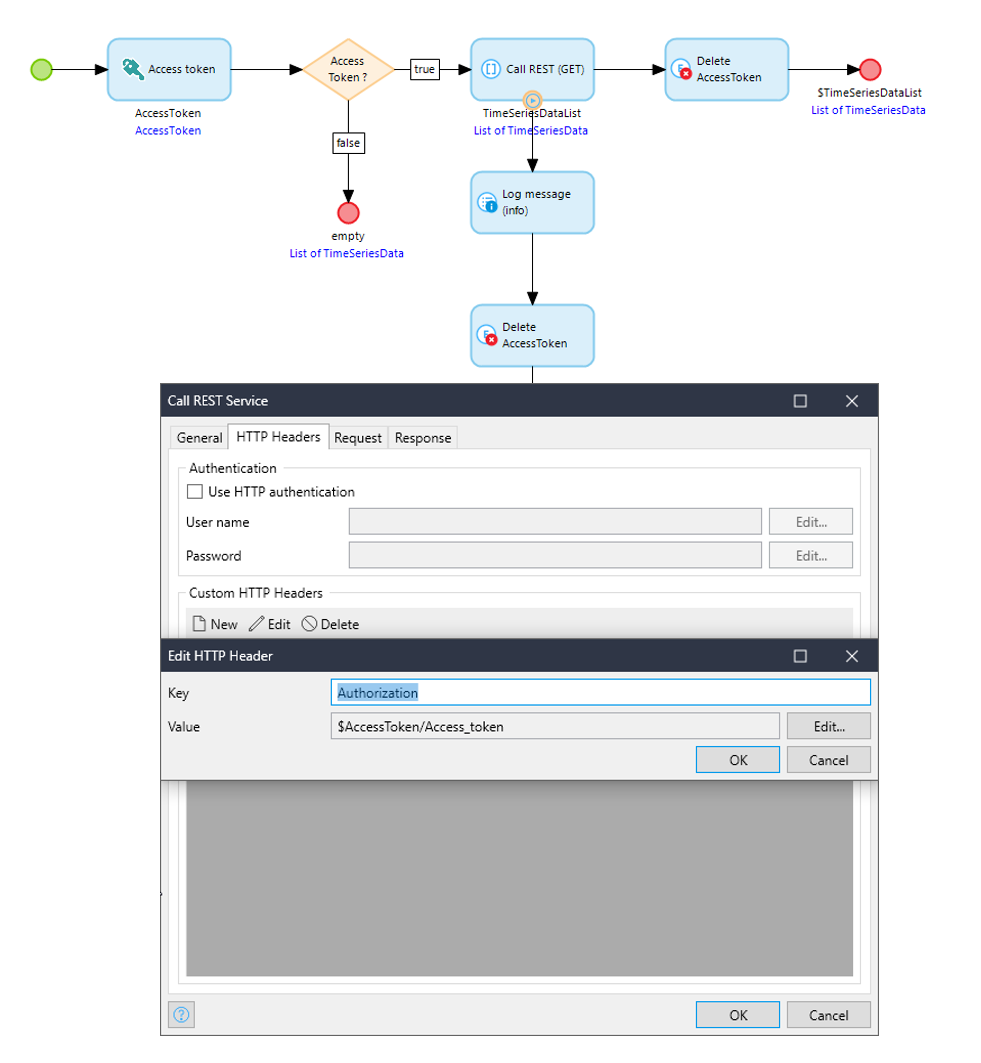 Access token
AccessToken
AccessToken
Access
Token ?
true
false
empty
List of TimeSeriesData
Call REST (GET)
TimeSeriesDataList
List of TimeSeriesData
Delete
AccessToken
$TimeSeriesDataList
List of TimeSeriesData
Log message
(info)
Delete
AccessToken
Call REST Service
General HTTP Headers Request Response
Authentication
Use HTTP authentication
User name Edit...
Password Edit...
Custom HTTP Headers
New Edit Delete
Edit HTTP Header
Key Authorization
Value $AccessToken/Access_token Edit...
OK Cancel
? OK Cancel